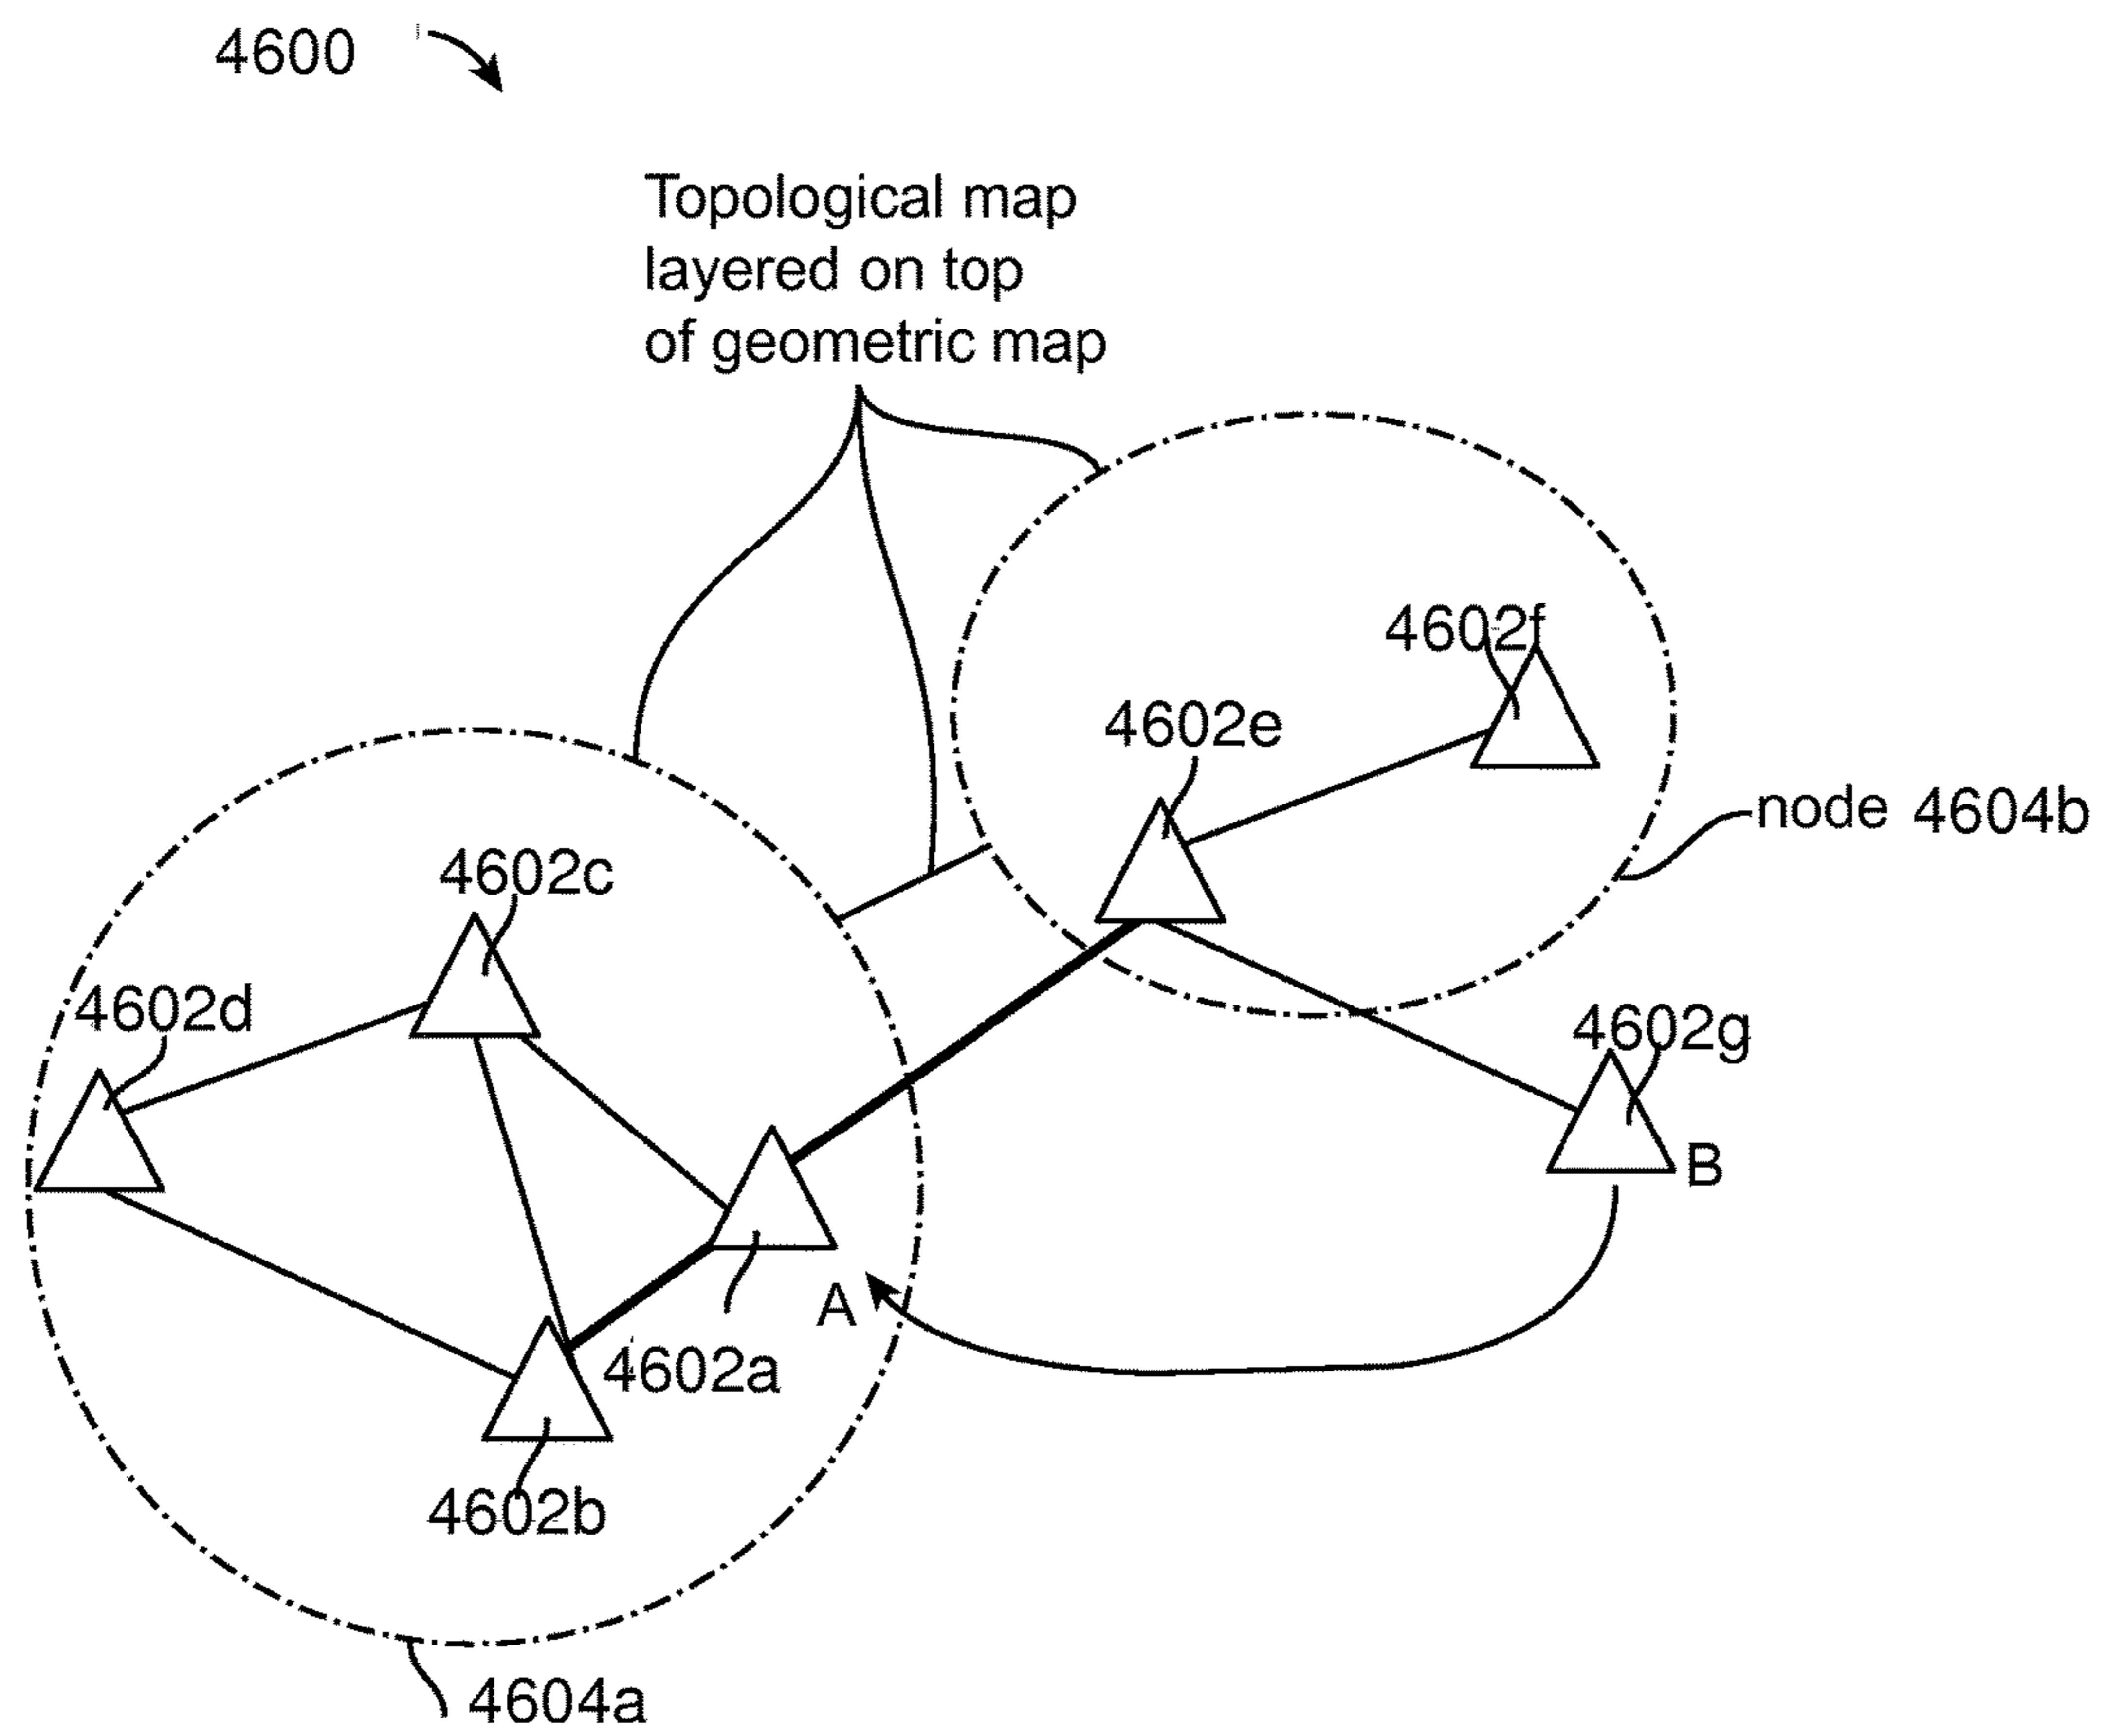 4600
Topological map
layered on top
of geometric map
4602f
4602e
node 4604b
4602c
4602d
4602g
B
A
4602a
4602b
4604a